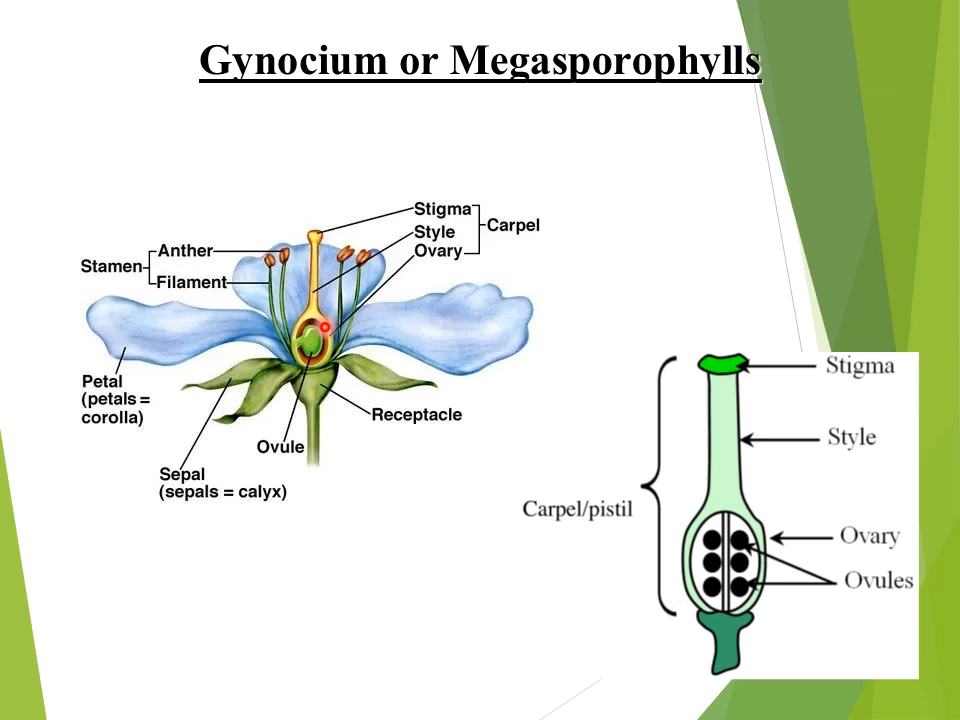 Gynocium or Megasporophylls
Stigma
Style
Ovary
Carpel
Anther
Stamen
Filament
Petal
(petals =
corolla)
Receptacle
Ovule
Sepal
(sepals = calyx)
Stigma
Style
Carpel/pistil
Ovary
Ovules